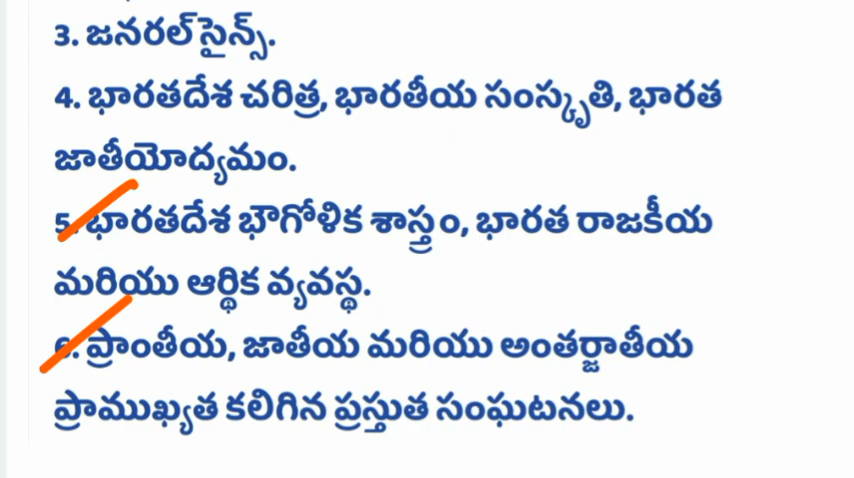 3. జనరల్ సైన్స్.
4. భారతదేశ చరిత్ర, భారతీయ సంస్కృతి, భారత
జాతీయోద్యమం.
5. భారతదేశ భౌగోళిక శాస్త్రం, భారత రాజకీయ
మరియు ఆర్థిక వ్యవస్థ.
6. ప్రాంతీయ, జాతీయ మరియు అంతర్జాతీయ
ప్రాముఖ్యత కలిగిన ప్రస్తుత సంఘటనలు.